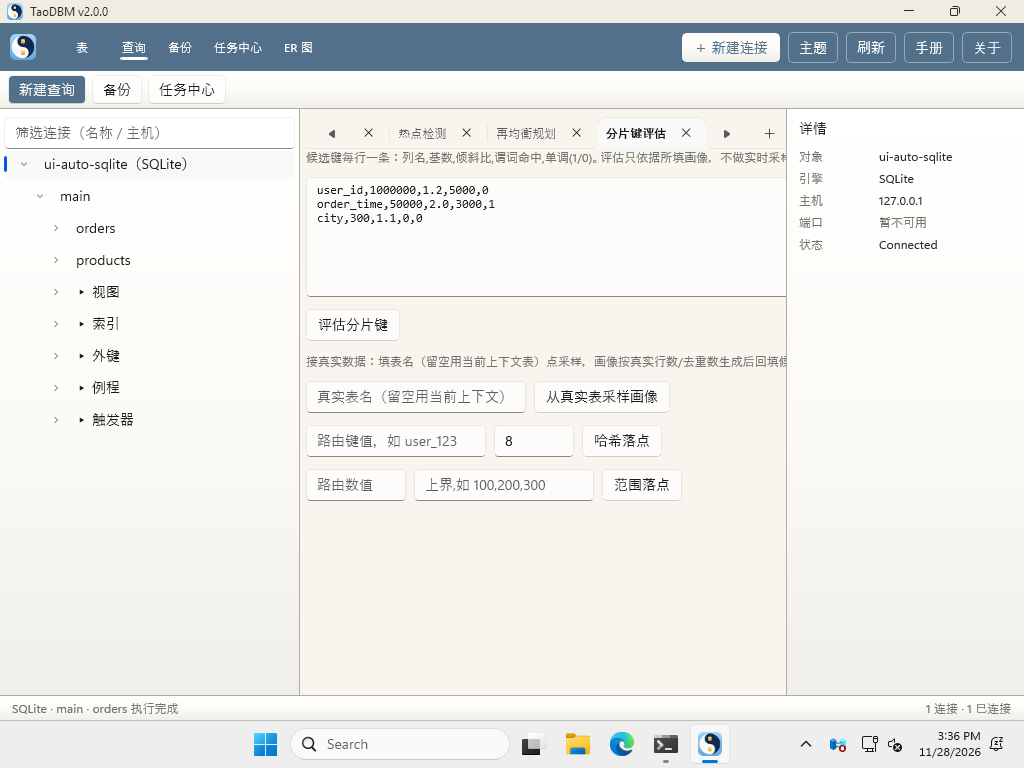 TaoDBM v2.0.0
表 查询 备份 任务中心 ER 图 + 新建连接 主题 刷新 手册 关于
新建查询 备份 任务中心
筛选连接（名称 / 主机）
ui-auto-sqlite（SQLite）
main
orders
products
视图
索引
外键
例程
触发器
热点检测 再均衡规划 分片键评估
候选键每行一条：列名,基数,倾斜比,谓词命中,单调(1/0)。评估只依据所填画像，不做实时采样
user_id,1000000,1.2,5000,0
order_time,50000,2.0,3000,1
city,300,1.1,0,0
评估分片键
接真实数据：填表名（留空用当前上下文表）点采样，画像按真实行数/去重数生成后回填候
真实表名（留空用当前上下文） 从真实表采样画像
路由键值，如 user_123 8 哈希落点
路由数值 上界,如 100,200,300 范围落点
详情
对象 ui-auto-sqlite
引擎 SQLite
主机 127.0.0.1
端口 暂不可用
状态 Connected
SQLite · main · orders 执行完成 1 连接 · 1 已连接
Search
3:36 PM
11/28/2026